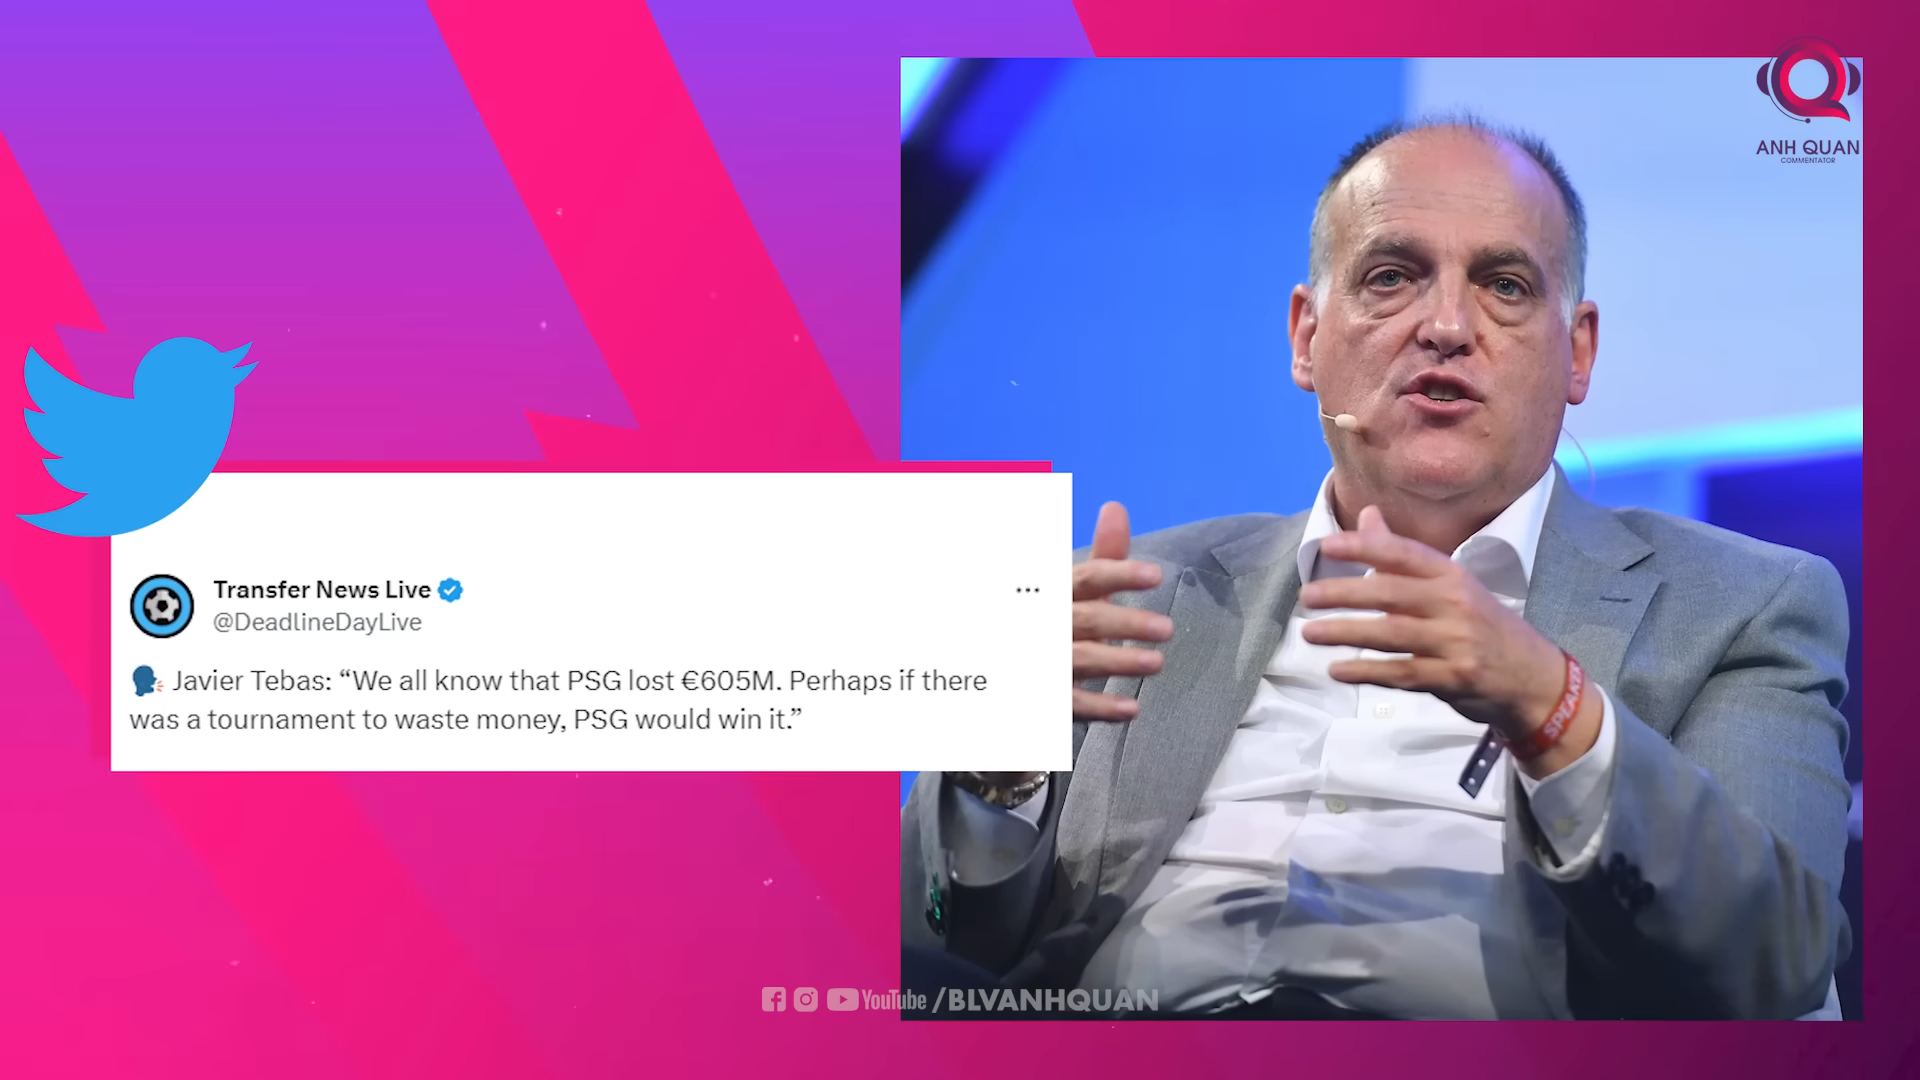 ANH QUAN
COMMENTATOR
Transfer News Live
@DeadlineDayLive
Javier Tebas: “We all know that PSG lost €605M. Perhaps if there
was a tournament to waste money, PSG would win it.”
SPEAKER
YouTube /BLVANHQUAN